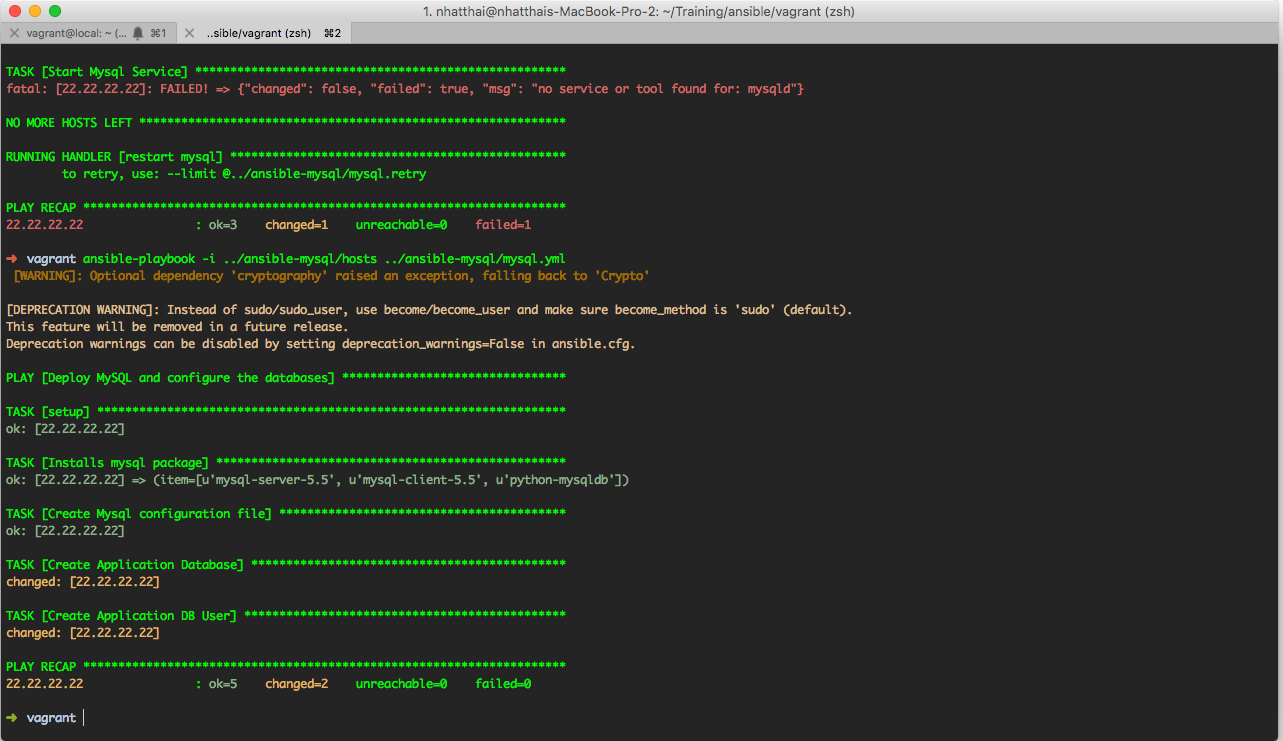 1. nhatthai@nhatthais-MacBook-Pro-2: ~/Training/ansible/vagrant (zsh)
vagrant@local: ~ (... ⌘1 ..sible/vagrant (zsh) ⌘2
TASK [Start Mysql Service] *****************************************************
fatal: [22.22.22.22]: FAILED! => {"changed": false, "failed": true, "msg": "no service or tool found for: mysqld"}
NO MORE HOSTS LEFT *************************************************************
RUNNING HANDLER [restart mysql] ************************************************
to retry, use: --limit @../ansible-mysql/mysql.retry
PLAY RECAP *********************************************************************
22.22.22.22 : ok=3 changed=1 unreachable=0 failed=1
➜ vagrant ansible-playbook -i ../ansible-mysql/hosts ../ansible-mysql/mysql.yml
[WARNING]: Optional dependency 'cryptography' raised an exception, falling back to 'Crypto'
[DEPRECATION WARNING]: Instead of sudo/sudo_user, use become/become_user and make sure become_method is 'sudo' (default).
This feature will be removed in a future release.
Deprecation warnings can be disabled by setting deprecation_warnings=False in ansible.cfg.
PLAY [Deploy MySQL and configure the databases] ********************************
TASK [setup] *******************************************************************
ok: [22.22.22.22]
TASK [Installs mysql package] **************************************************
ok: [22.22.22.22] => (item=[u'mysql-server-5.5', u'mysql-client-5.5', u'python-mysqldb'])
TASK [Create Mysql configuration file] *****************************************
ok: [22.22.22.22]
TASK [Create Application Database] *********************************************
changed: [22.22.22.22]
TASK [Create Application DB User] **********************************************
changed: [22.22.22.22]
PLAY RECAP *********************************************************************
22.22.22.22 : ok=5 changed=2 unreachable=0 failed=0
➜ vagrant